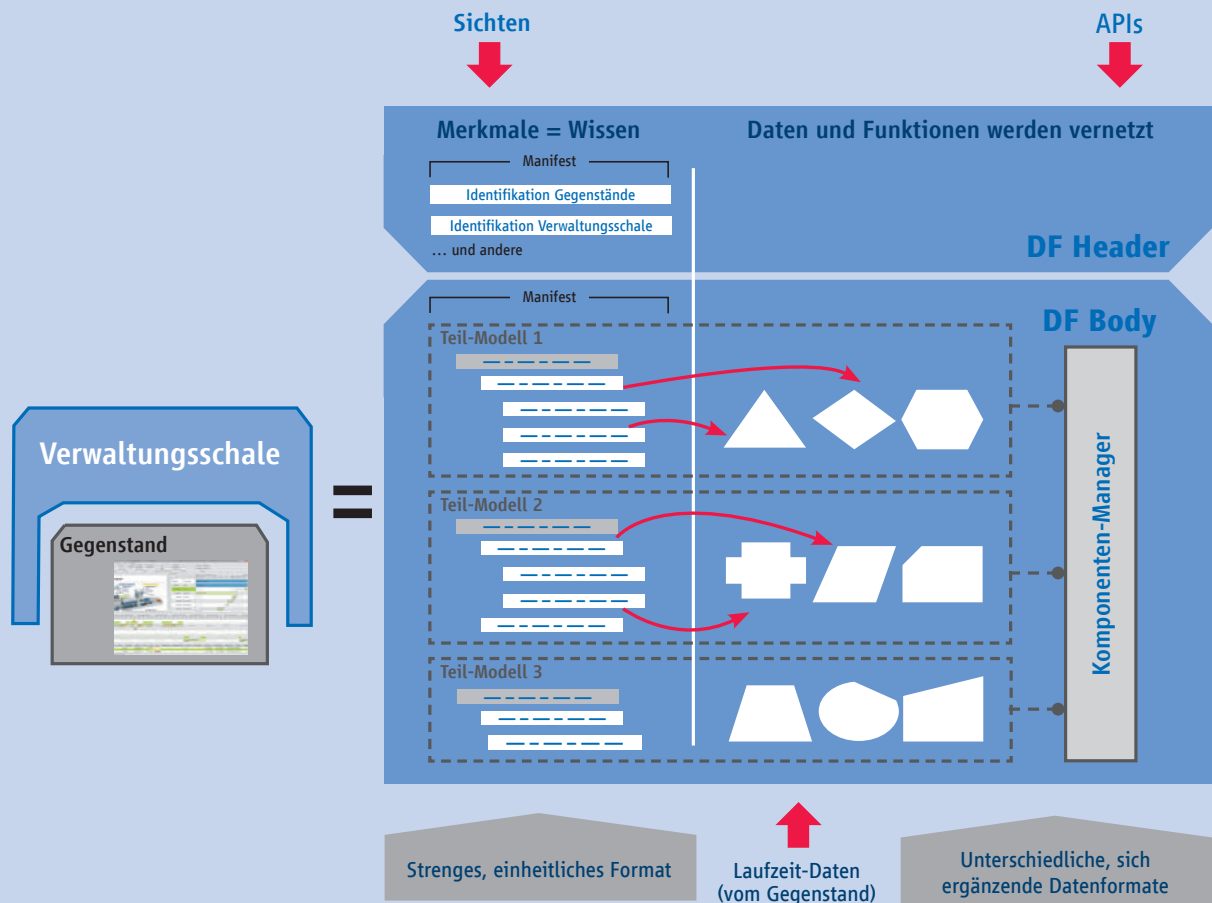 Sichten
APIs
Merkmale = Wissen
Daten und Funktionen werden vernetzt
Manifest
Identifikation Gegenstände
Identifikation Verwaltungsschale
... und andere
DF Header
Manifest
DF Body
Teil-Modell 1
Teil-Modell 2
Teil-Modell 3
Komponenten-Manager
Verwaltungsschale
=
Gegenstand
Strenges, einheitliches Format
Laufzeit-Daten
(vom Gegenstand)
Unterschiedliche, sich
ergänzende Datenformate